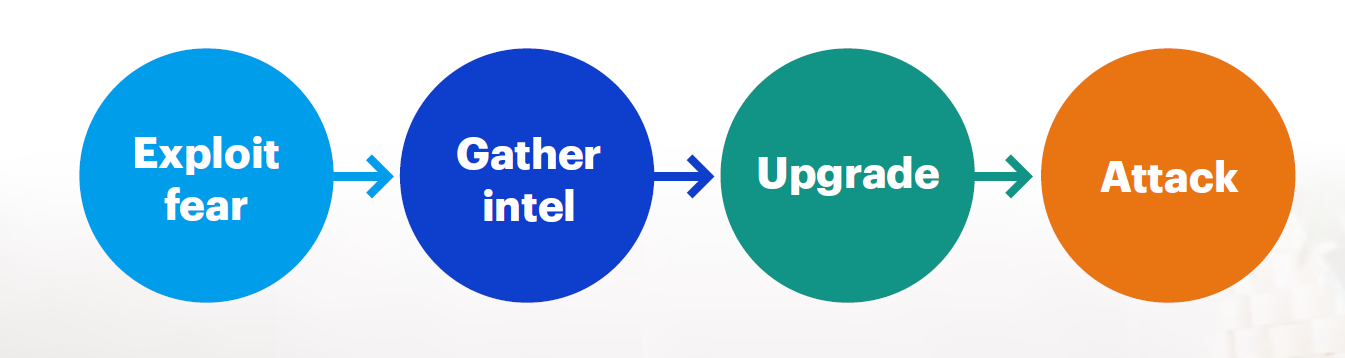 Exploit
fear
Gather
intel
Upgrade
Attack